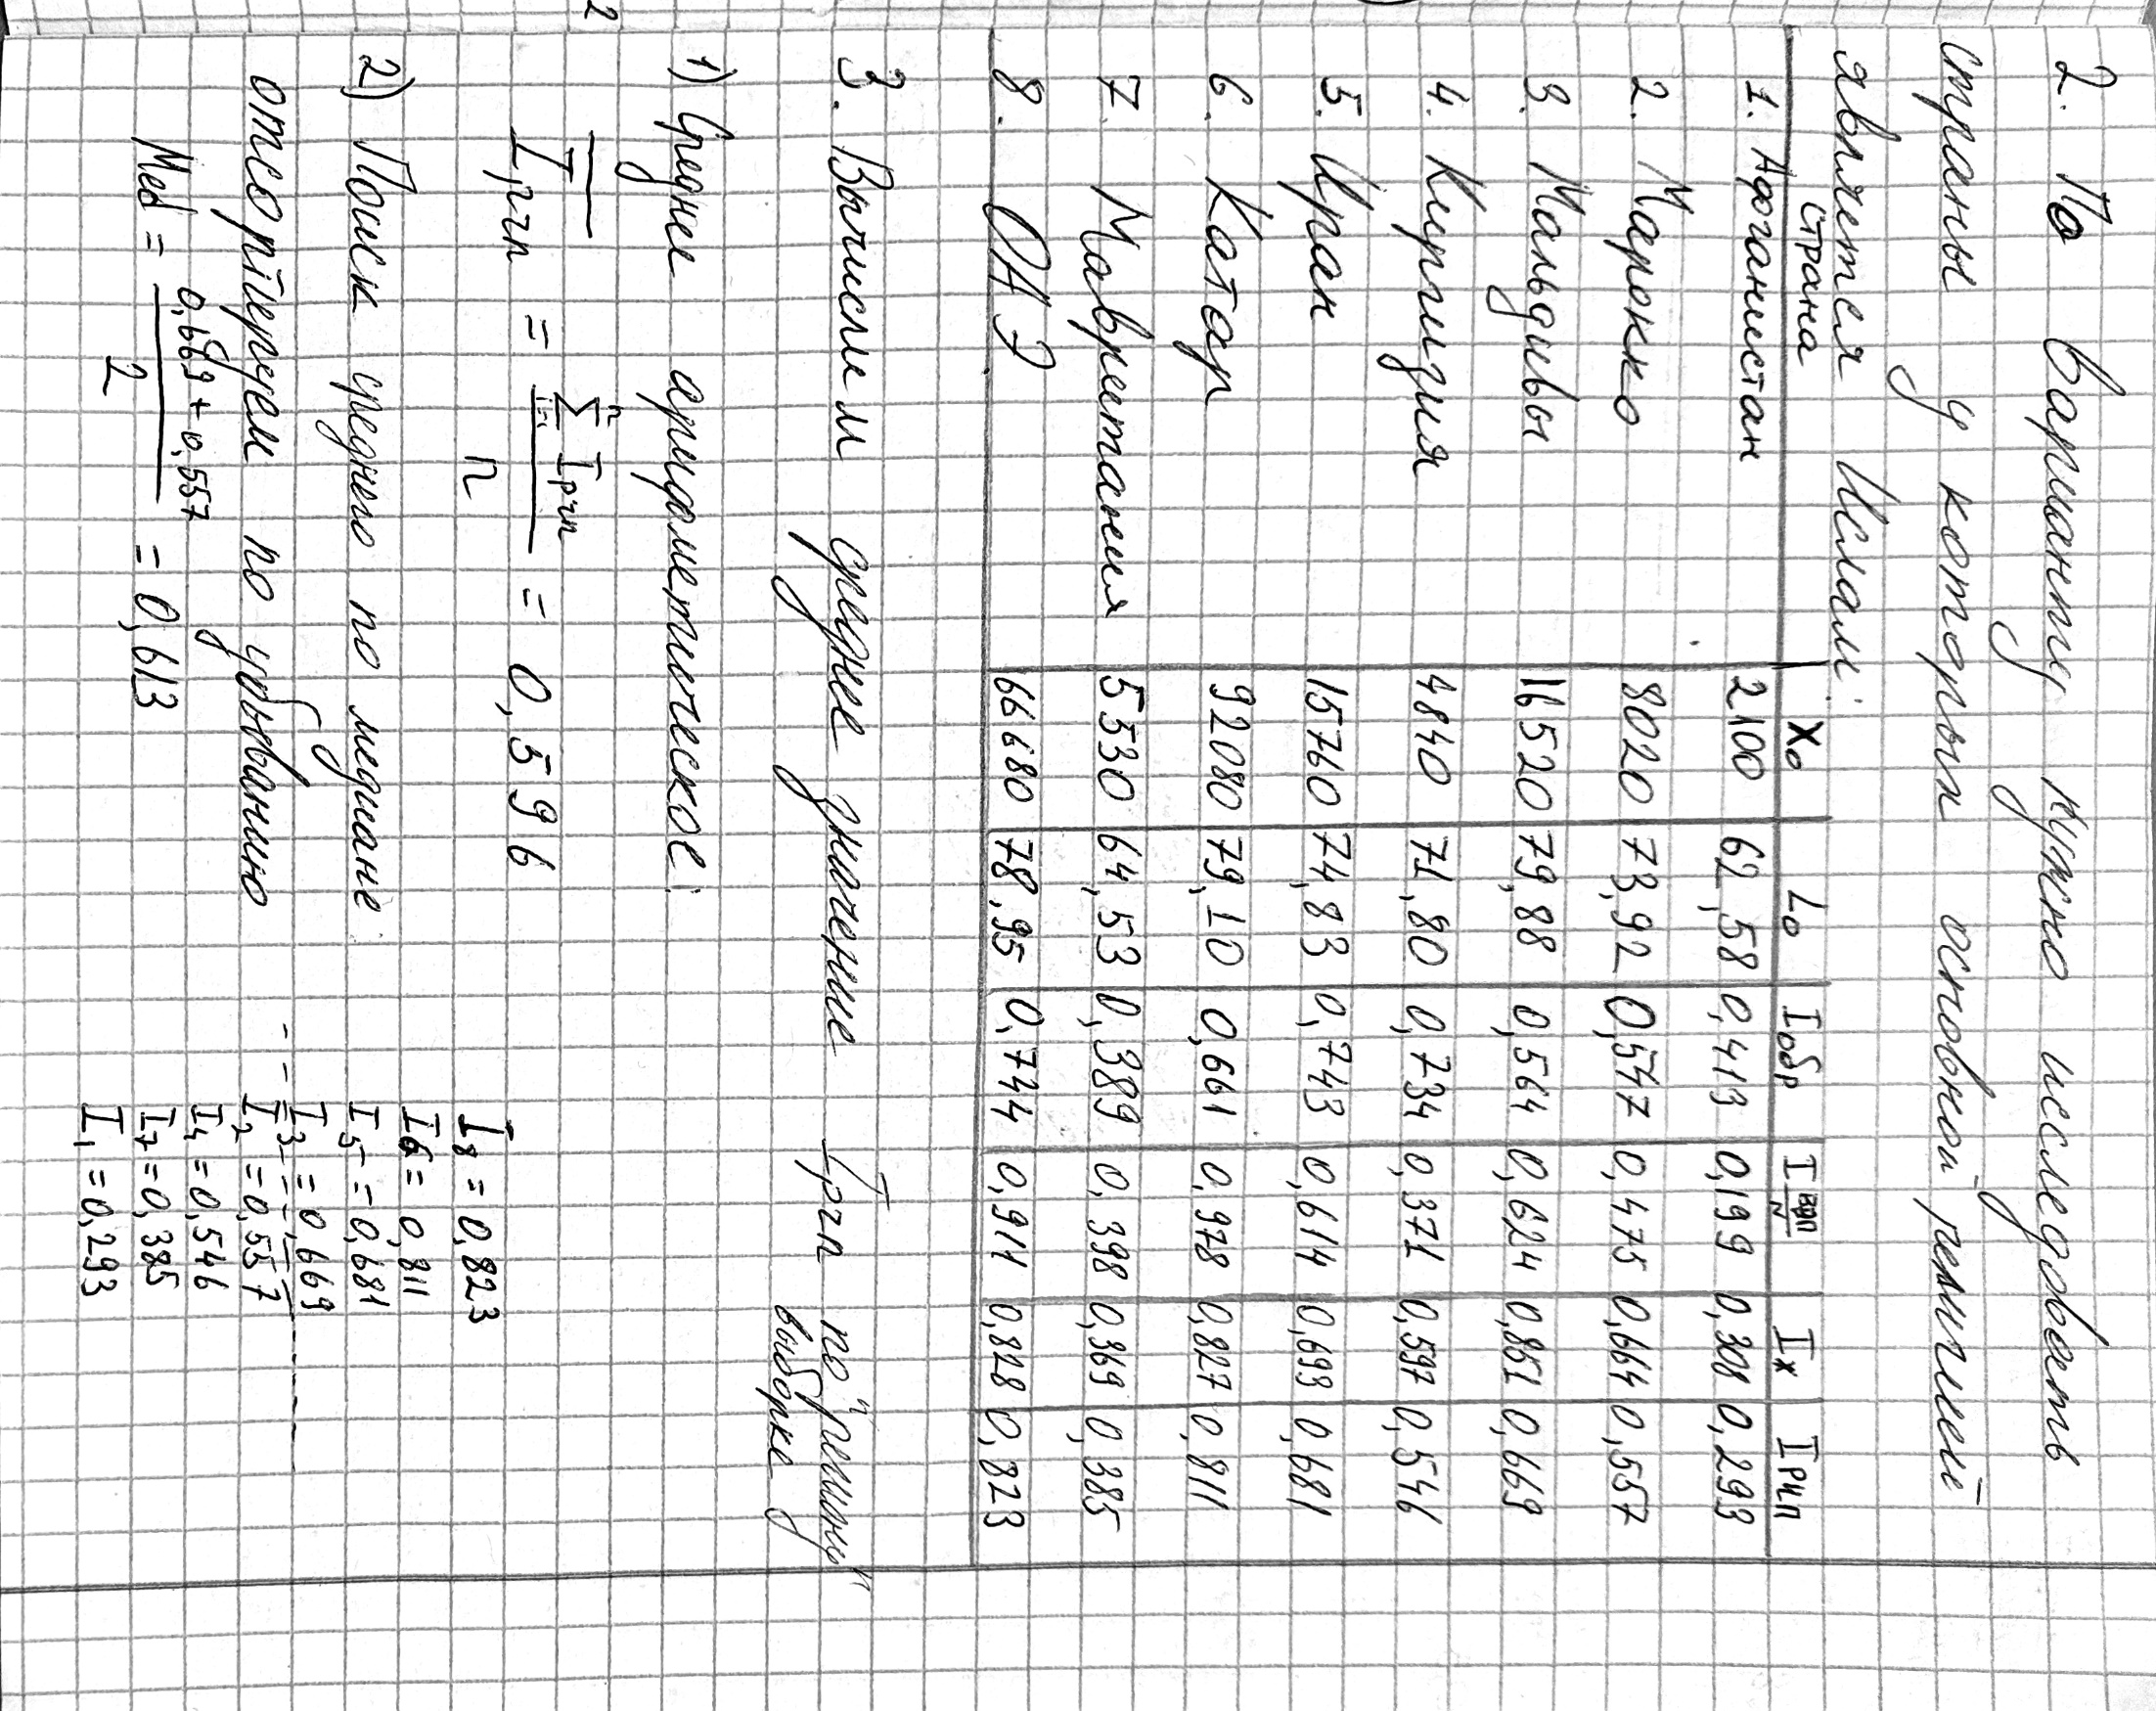 2. По варианту нужно исследовать
страны у которых основной религией
является Ислам:
страна X₀ L₀ Iобр Iввп/N Iж Iрчп
1. Афганистан 2100 62,58 0,413 0,199 0,308 0,293
2. Марокко 8020 73,92 0,547 0,475 0,664 0,557
3. Мальдивы 16520 79,88 0,564 0,624 0,851 0,669
4. Киргизия 4840 71,80 0,734 0,371 0,597 0,546
5. Иран 15760 74,83 0,743 0,614 0,693 0,681
6. Катар 92080 79,10 0,661 0,978 0,827 0,811
7. Мавритания 5530 64,53 0,389 0,398 0,369 0,385
8. ОАЭ 66680 78,95 0,744 0,911 0,828 0,823
3. Вычислим среднее значение Iрчп по "религиозну"
выборке
1) Среднее арифметическое:
Iрчп = Σ Iрчп / n = 0,596
2) Поиск среднего по медиане:
отсортируем по убыванию
Med = (0,669 + 0,557) / 2 = 0,613
I₈ = 0,823
I₆ = 0,811
I₅ = 0,681
I₃ = 0,669
I₂ = 0,557
I₄ = 0,546
I₇ = 0,385
I₁ = 0,293
2